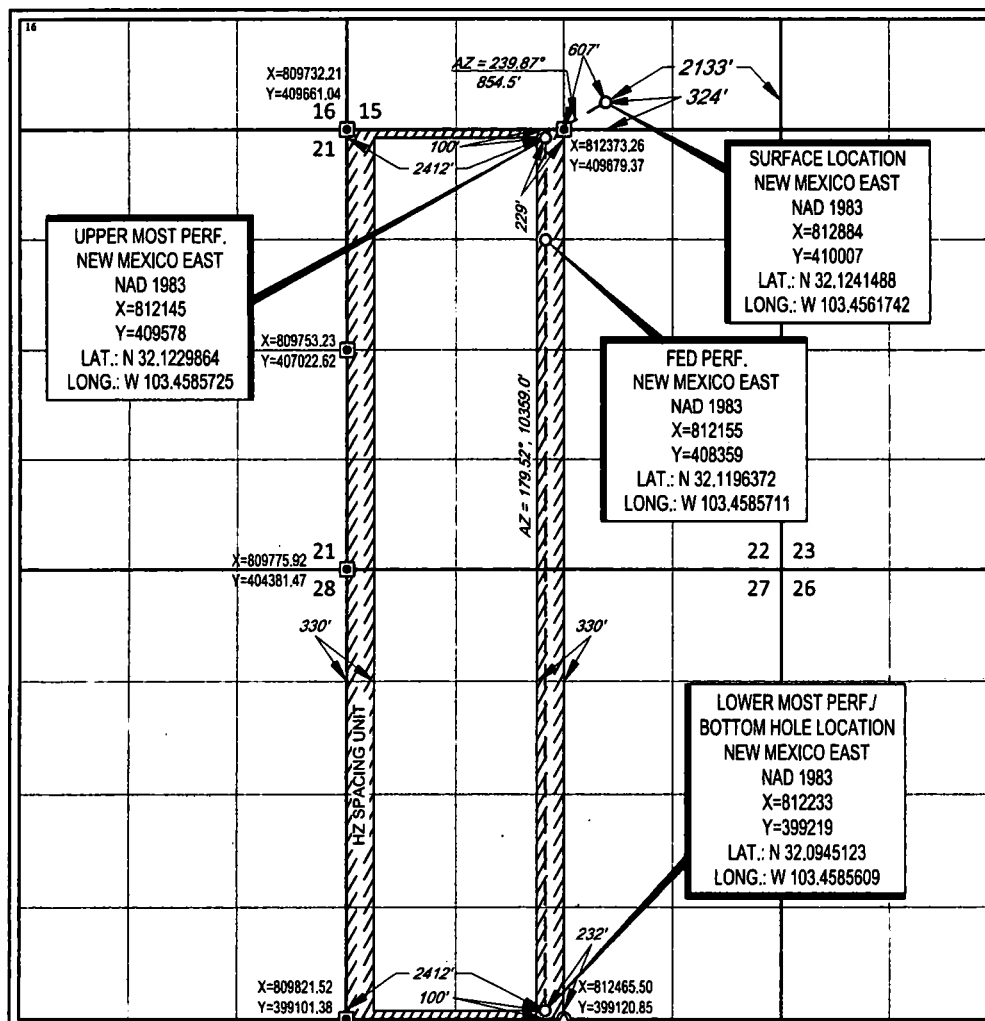 16
X=809732.21
Y=409661.04
AZ = 239.87°
854.5'
607'
2133'
324'
16 15
21
100'
2412'
X=812373.26
Y=409679.37
229'
SURFACE LOCATION
NEW MEXICO EAST
NAD 1983
X=812884
Y=410007
LAT.: N 32.1241488
LONG.: W 103.4561742
UPPER MOST PERF.
NEW MEXICO EAST
NAD 1983
X=812145
Y=409578
LAT.: N 32.1229864
LONG.: W 103.4585725
X=809753.23
Y=407022.62
FED PERF.
NEW MEXICO EAST
NAD 1983
X=812155
Y=408359
LAT.: N 32.1196372
LONG.: W 103.4585711
AZ = 179.52°, 10359.0'
X=809775.92
Y=404381.47
21
28
22 23
27 26
330'
330'
HZ SPACING UNIT
LOWER MOST PERF./
BOTTOM HOLE LOCATION
NEW MEXICO EAST
NAD 1983
X=812233
Y=399219
LAT.: N 32.0945123
LONG.: W 103.4585609
232'
X=809821.52
Y=399101.38
2412'
100'
X=812465.50
Y=399120.85